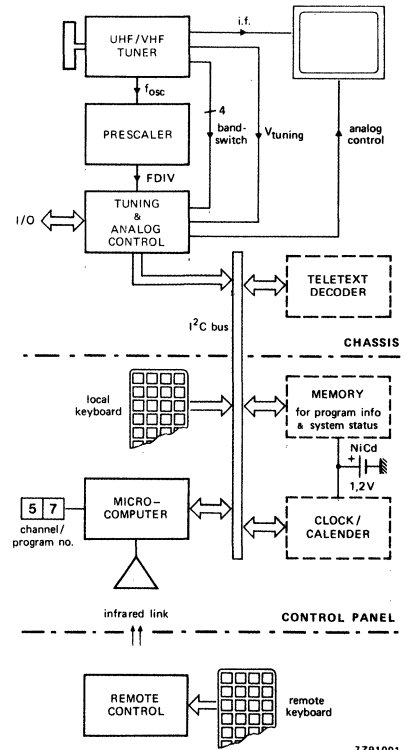 i.f.
UHF/VHF
TUNER
fosc
4
band-
switch
Vtuning
analog
control
PRESCALER
FDIV
TUNING
&
ANALOG
CONTROL
I/O
TELETEXT
DECODER
I²C bus
CHASSIS
local
keyboard
MEMORY
for program info
& system status
NiCd
+
1,2V
5 7
channel/
program no.
MICRO-
COMPUTER
CLOCK/
CALENDER
infrared link
CONTROL PANEL
REMOTE
CONTROL
remote
keyboard
7Z91001